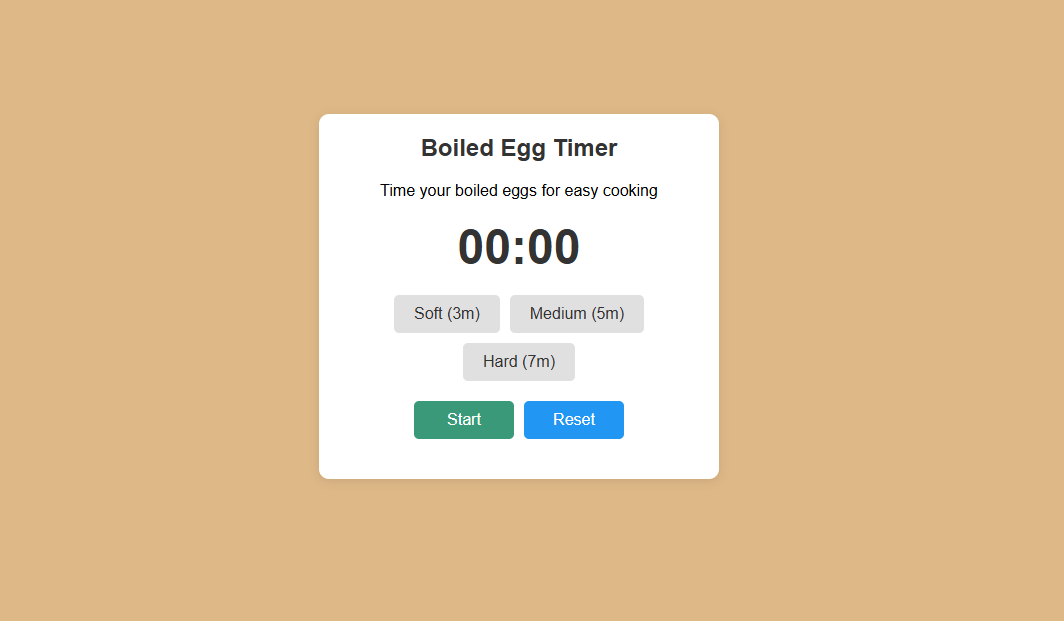 Boiled Egg Timer
Time your boiled eggs for easy cooking
00:00
Soft (3m) Medium (5m)
Hard (7m)
Start Reset